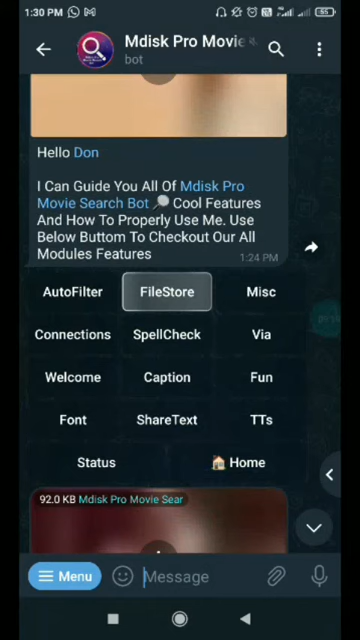 1:30 PM
Mdisk Pro Movie
bot
Hello Don
I Can Guide You All Of Mdisk Pro
Movie Search Bot 🔎 Cool Features
And How To Properly Use Me. Use
Below Buttom To Checkout Our All
Modules Features
1:24 PM
AutoFilter FileStore Misc
Connections SpellCheck Via
Welcome Caption Fun
Font ShareText TTs
Status 🏠 Home
92.0 KB Mdisk Pro Movie Sear
Menu Message